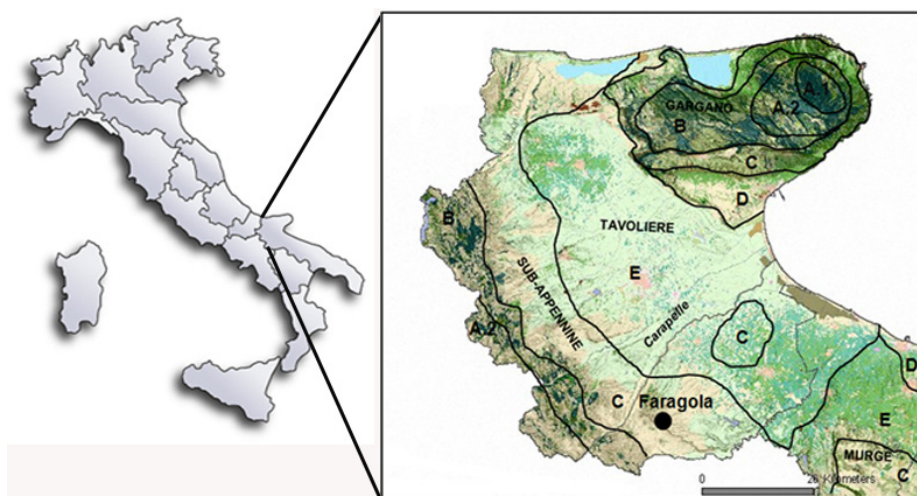 A.1
A.2
GARGANO
B
C
D
TAVOLIERE
B
E
SUB-APPENNINE
Carapelle
A.2
C
D
C
Faragola
E
MURGE
C
0
20 Kilometers